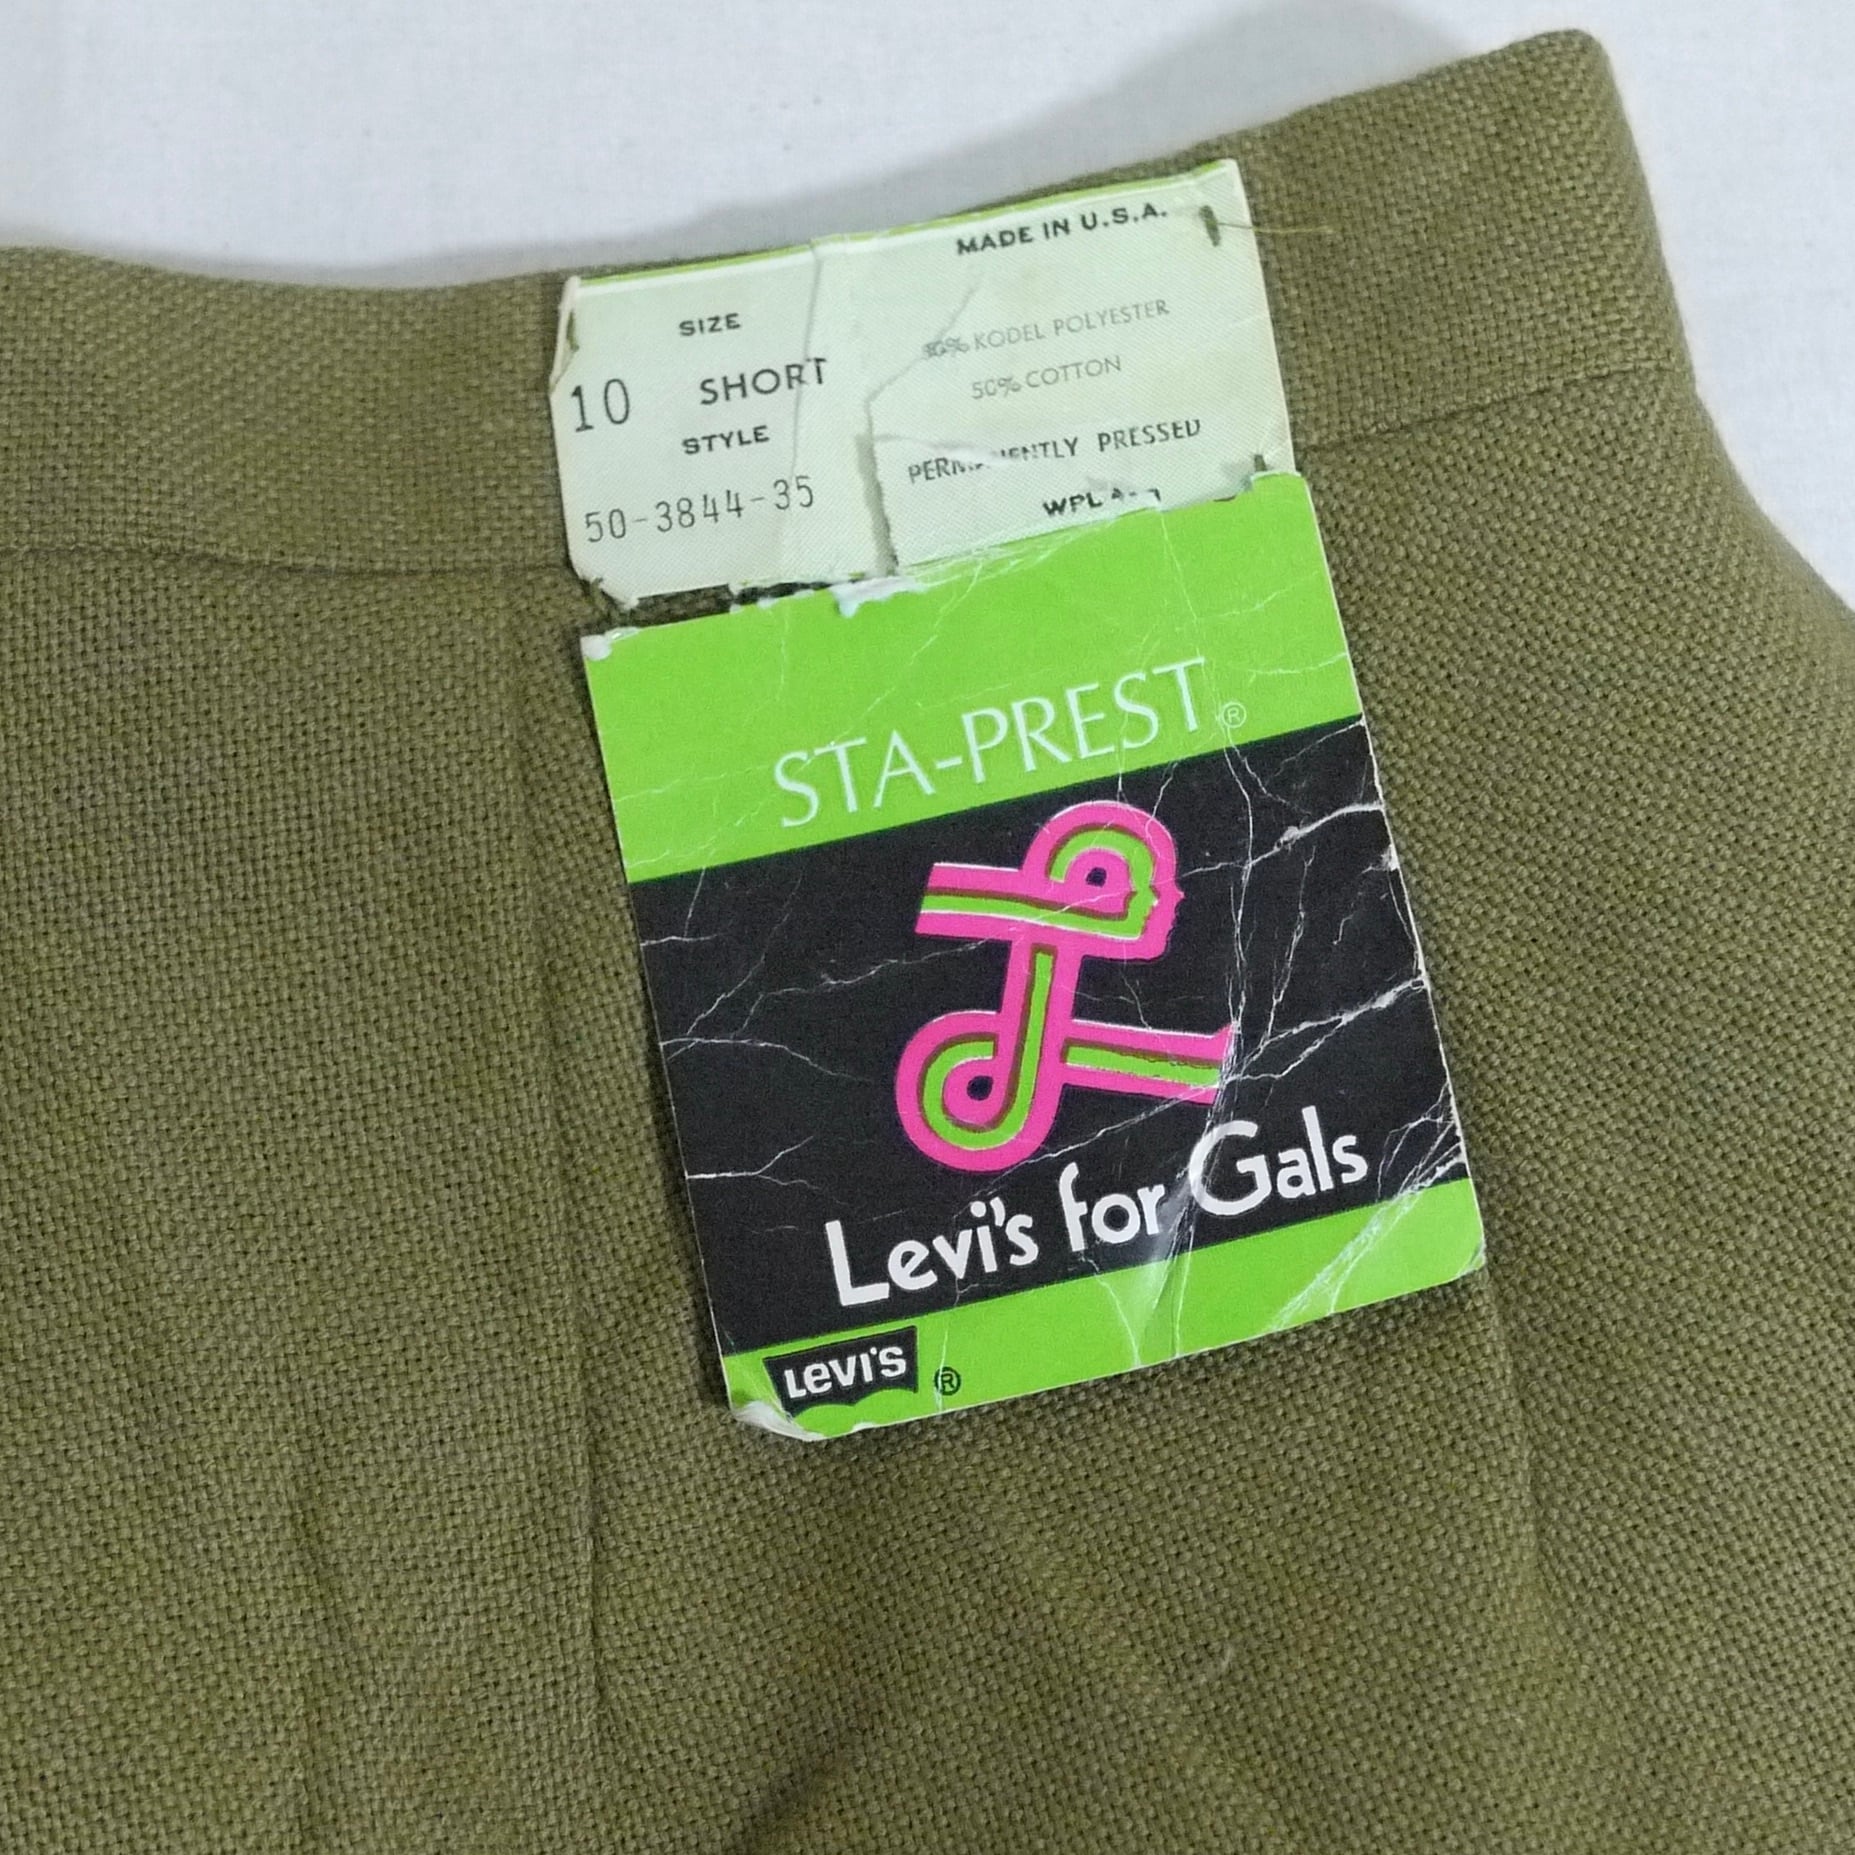 SIZE
10 SHORT
STYLE
50-3844-35
MADE IN U.S.A.
KODEL POLYESTER
50% COTTON
PERMANENTLY PRESSED
WPL
STA-PREST®
Levi's for Gals
LEVI'S ®